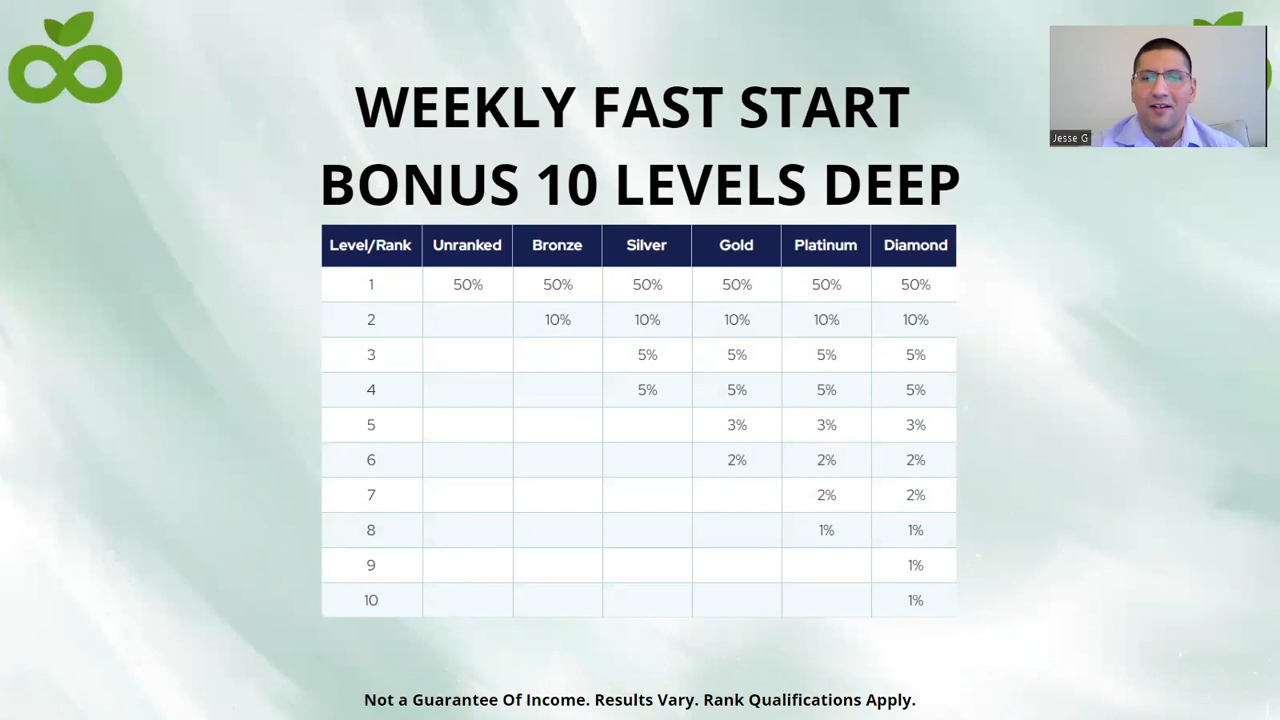 WEEKLY FAST START
BONUS 10 LEVELS DEEP
Jesse G
Level/Rank Unranked Bronze Silver Gold Platinum Diamond
1 50% 50% 50% 50% 50% 50%
2 10% 10% 10% 10% 10%
3 5% 5% 5% 5%
4 5% 5% 5% 5%
5 3% 3% 3%
6 2% 2% 2%
7 2% 2%
8 1% 1%
9 1%
10 1%
Not a Guarantee Of Income. Results Vary. Rank Qualifications Apply.